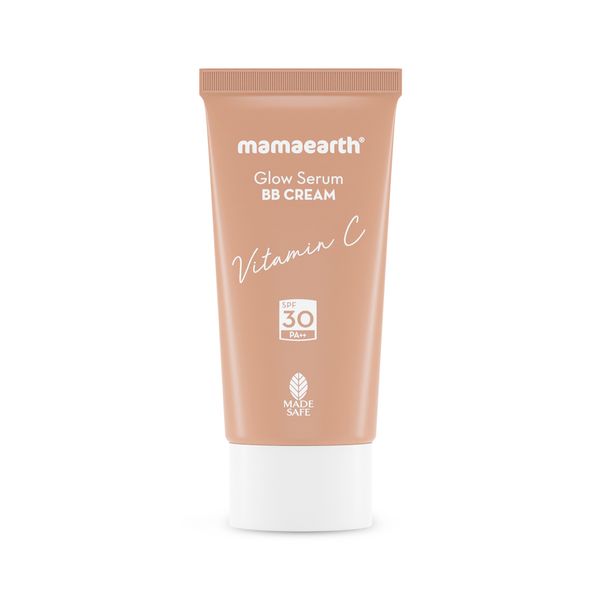 mamaearth®
Glow Serum
BB CREAM
Vitamin C
SPF
30
PA++
MADE
SAFE